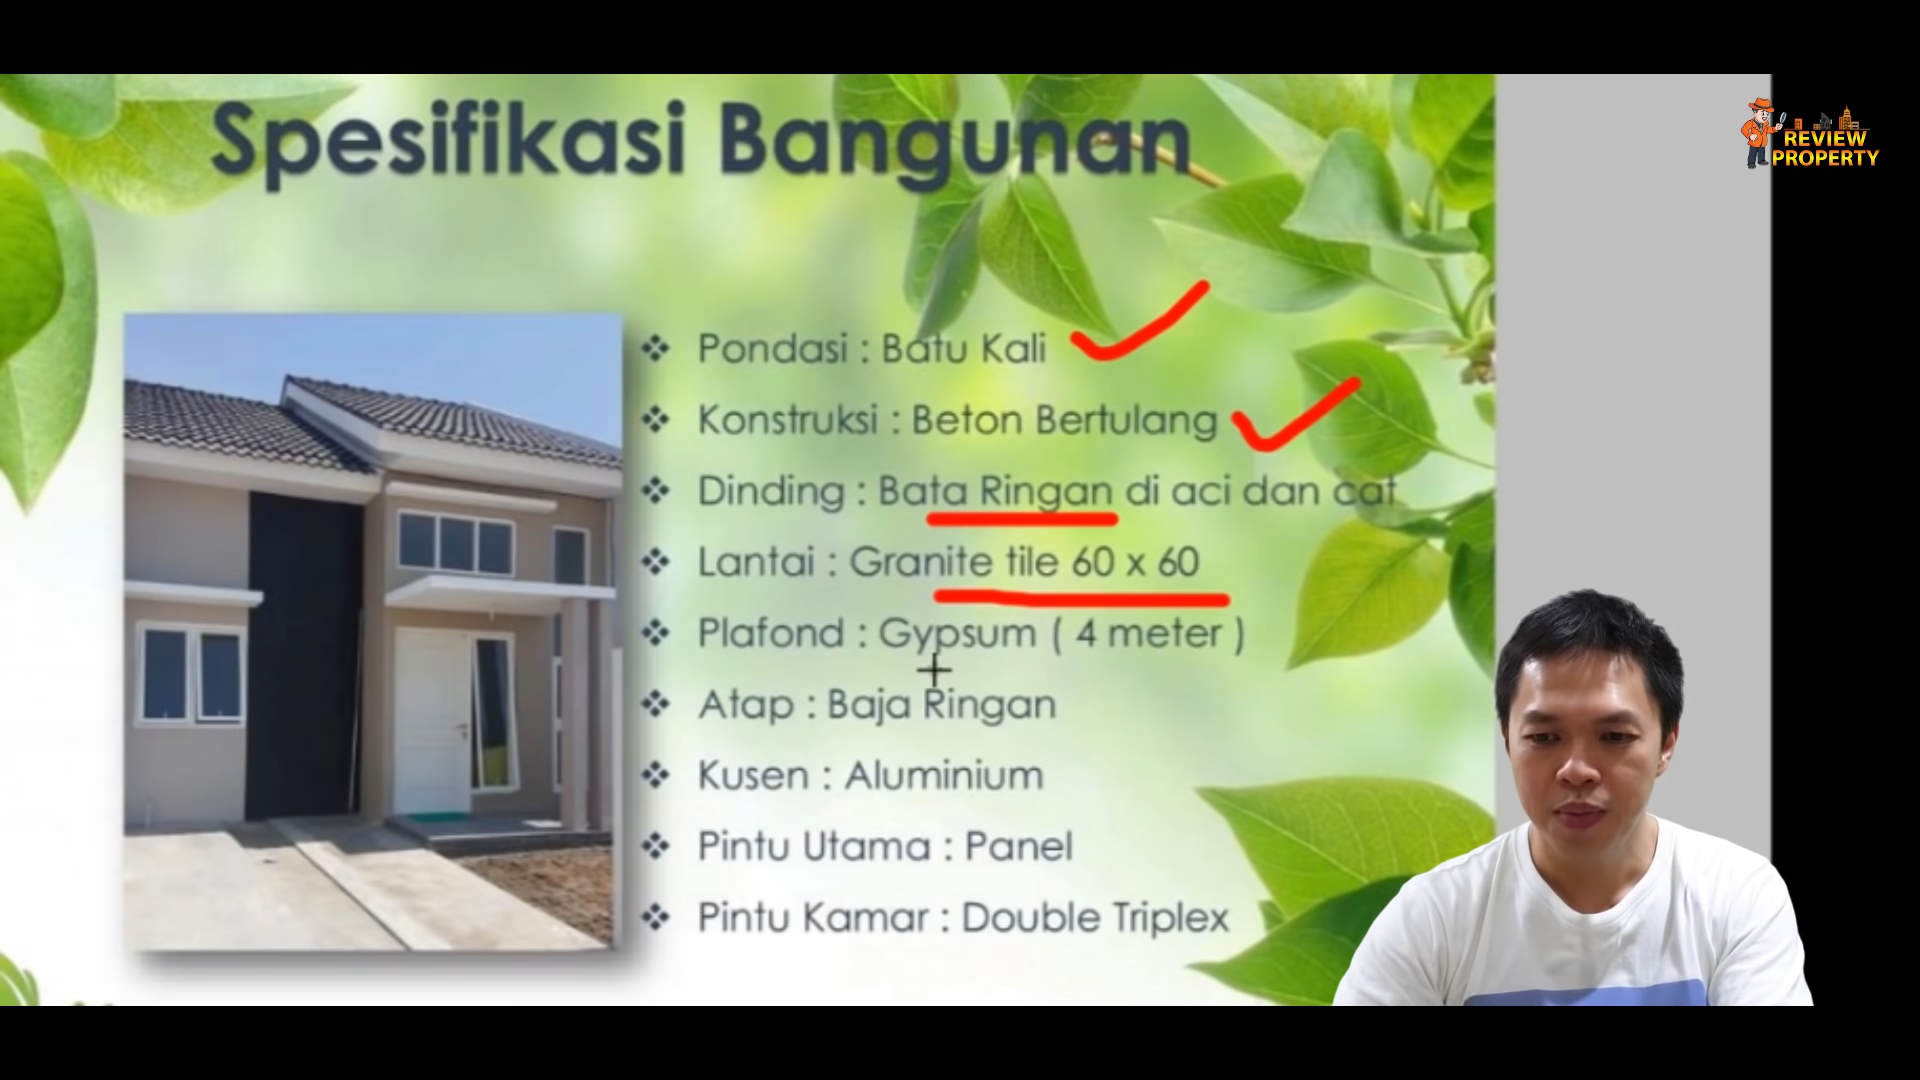 Spesifikasi Bangunan
REVIEW
PROPERTY
Pondasi : Batu Kali
Konstruksi : Beton Bertulang
Dinding : Bata Ringan di aci dan cat
Lantai : Granite tile 60 x 60
Plafond : Gypsum ( 4 meter )
Atap : Baja Ringan
Kusen : Aluminium
Pintu Utama : Panel
Pintu Kamar : Double Triplex